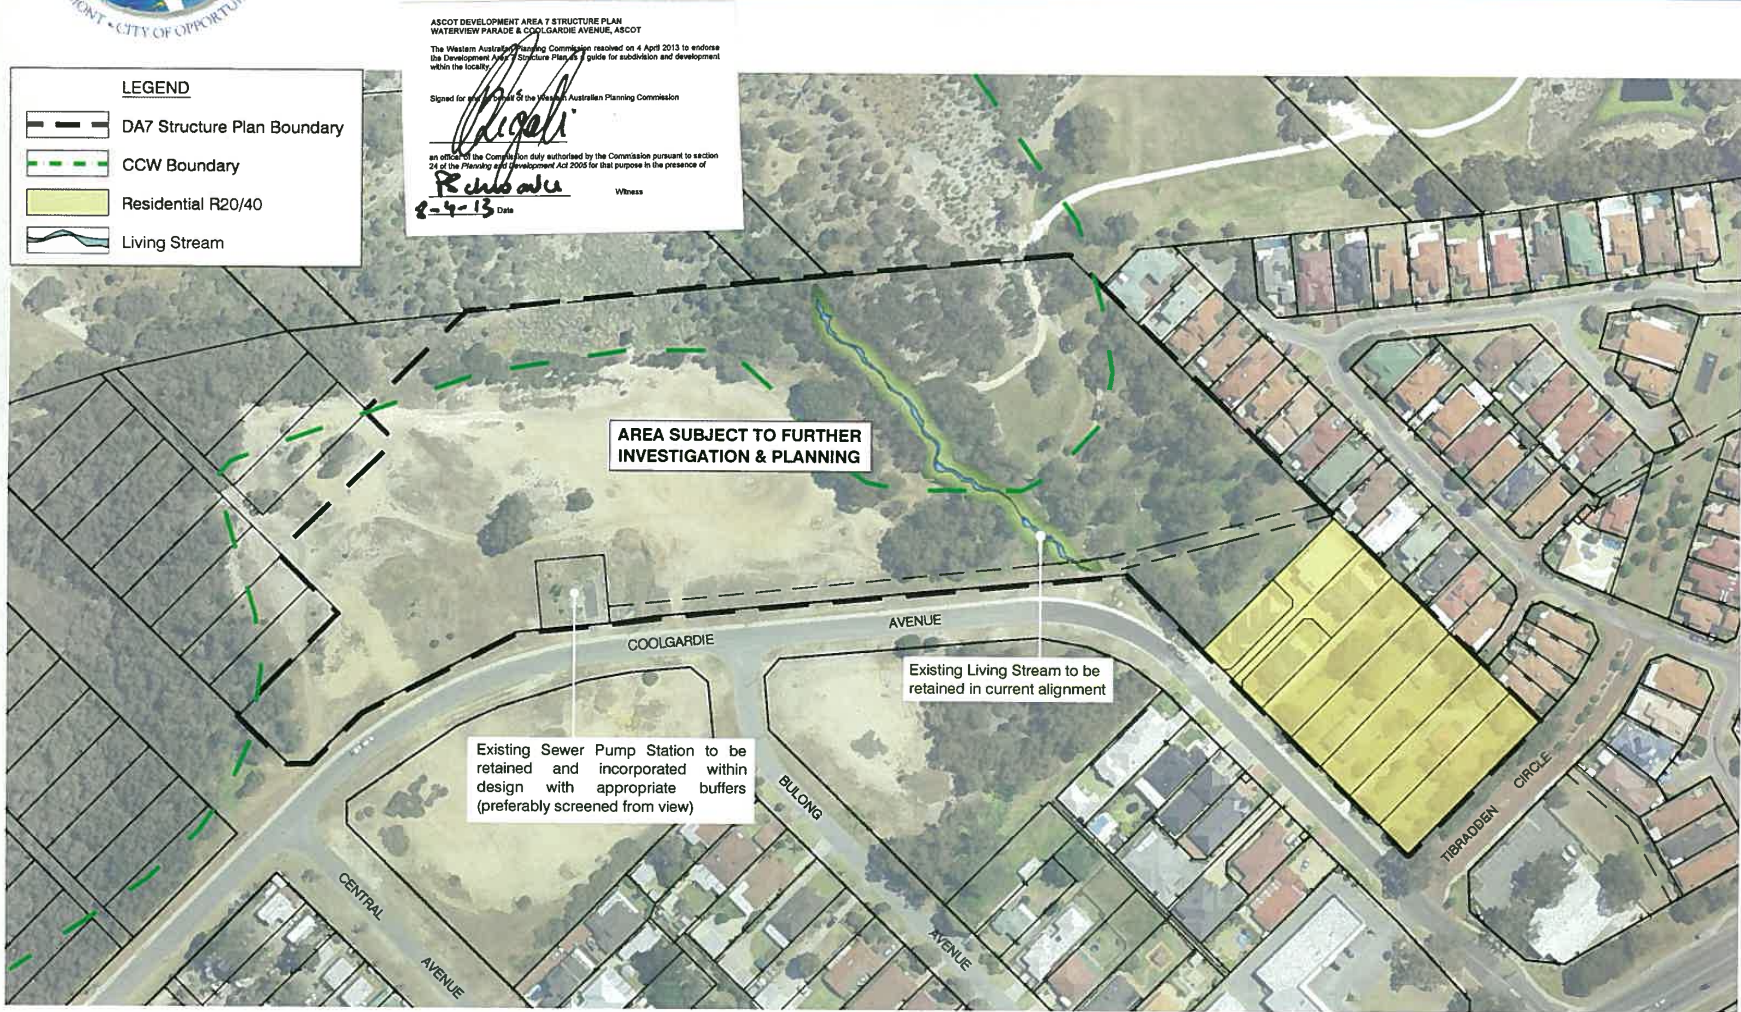 MONT • CITY OF OPPORTU
ASCOT DEVELOPMENT AREA 7 STRUCTURE PLAN
WATERVIEW PARADE & COOLGARDIE AVENUE, ASCOT
The Western Australian Planning Commission resolved on 4 April 2013 to endorse
the Development Area 7 Structure Plan as a guide for subdivision and development
within the locality.
Signed for and on behalf of the Western Australian Planning Commission
an officer of the Commission duly authorised by the Commission pursuant to section
24 of the Planning and Development Act 2005 for that purpose in the presence of
Witness
8-4-13 Date
LEGEND
DA7 Structure Plan Boundary
CCW Boundary
Residential R20/40
Living Stream
AREA SUBJECT TO FURTHER
INVESTIGATION & PLANNING
COOLGARDIE AVENUE
Existing Living Stream to be
retained in current alignment
Existing Sewer Pump Station to be
retained and incorporated within
design with appropriate buffers
(preferably screened from view)
BULONG
AVENUE
CENTRAL
AVENUE
TIBRADDEN CIRCLE